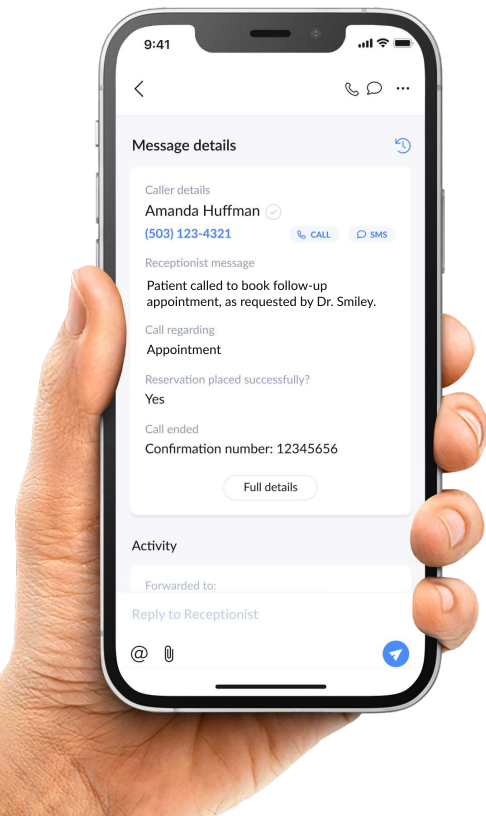 9:41
Message details
Caller details
Amanda Huffman
(503) 123-4321
CALL
SMS
Receptionist message
Patient called to book follow-up
appointment, as requested by Dr. Smiley.
Call regarding
Appointment
Reservation placed successfully?
Yes
Call ended
Confirmation number: 12345656
Full details
Activity
Forwarded to:
Reply to Receptionist
@